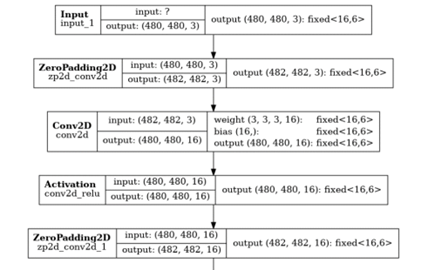 Input
input_1
input: ?
output: (480, 480, 3)
output (480, 480, 3): fixed<16,6>
ZeroPadding2D
zp2d_conv2d
input: (480, 480, 3)
output: (482, 482, 3)
output (482, 482, 3): fixed<16,6>
Conv2D
conv2d
input: (482, 482, 3)
output: (480, 480, 16)
weight (3, 3, 3, 16): fixed<16,6>
bias (16,): fixed<16,6>
output (480, 480, 16): fixed<16,6>
Activation
conv2d_relu
input: (480, 480, 16)
output: (480, 480, 16)
output (480, 480, 16): fixed<16,6>
ZeroPadding2D
zp2d_conv2d_1
input: (480, 480, 16)
output: (482, 482, 16)
output (482, 482, 16): fixed<16,6>